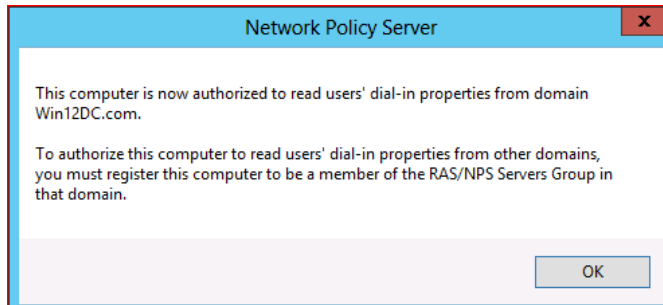 Network Policy Server
x
This computer is now authorized to read users' dial-in properties from domain
Win12DC.com.
To authorize this computer to read users' dial-in properties from other domains,
you must register this computer to be a member of the RAS/NPS Servers Group in
that domain.
OK